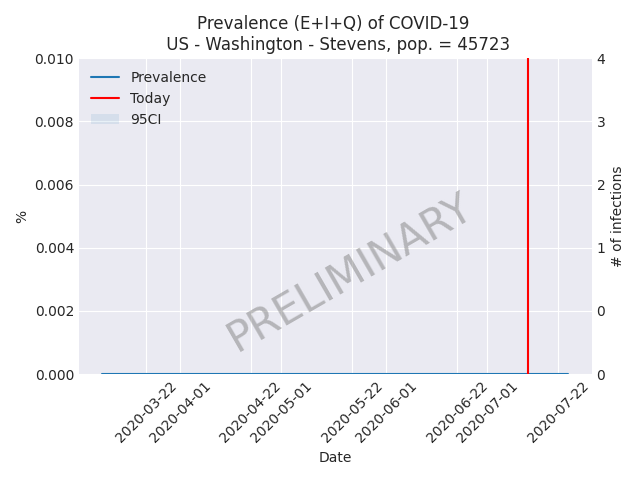 Prevalence (E+I+Q) of COVID-19
US - Washington - Stevens, pop. = 45723
0.010
0.008
0.006
0.004
0.002
0.000
%
Prevalence
Today
95CI
PRELIMINARY
4
3
2
1
0
0
# of infections
2020-03-22
2020-04-01
2020-04-22
2020-05-01
2020-05-22
2020-06-01
2020-06-22
2020-07-01
2020-07-22
Date